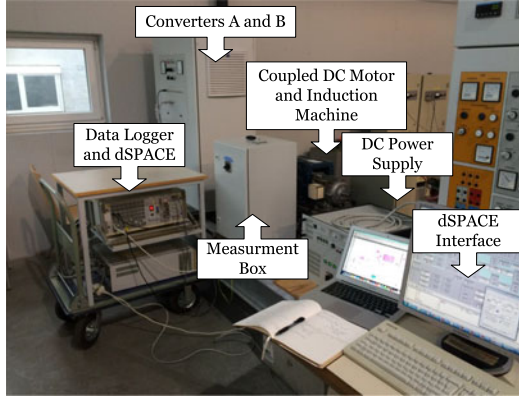 Converters A and B
Coupled DC Motor
and Induction
Machine
Data Logger
and dSPACE
DC Power
Supply
dSPACE
Interface
Measurment
Box